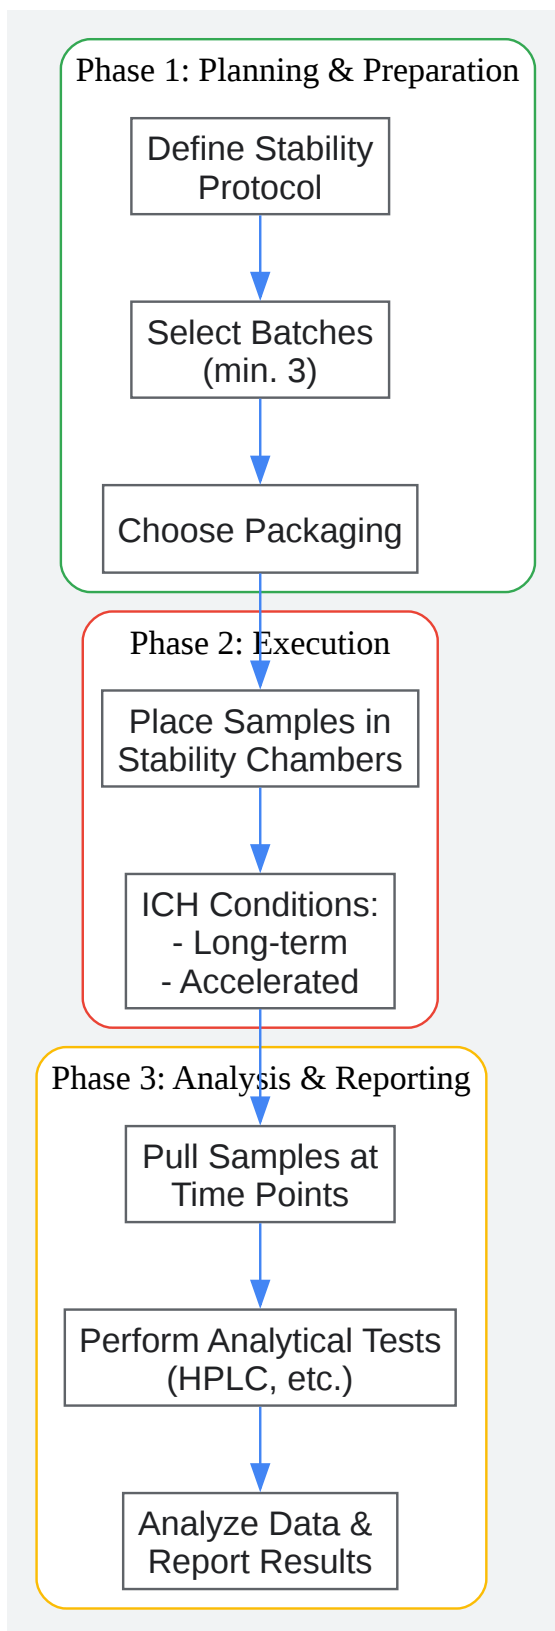 Phase 1: Planning & Preparation
Define Stability
Protocol
Select Batches
(min. 3)
Choose Packaging
Phase 2: Execution
Place Samples in
Stability Chambers
ICH Conditions:
- Long-term
- Accelerated
Phase 3: Analysis & Reporting
Pull Samples at
Time Points
Perform Analytical Tests
(HPLC, etc.)
Analyze Data &
Report Results